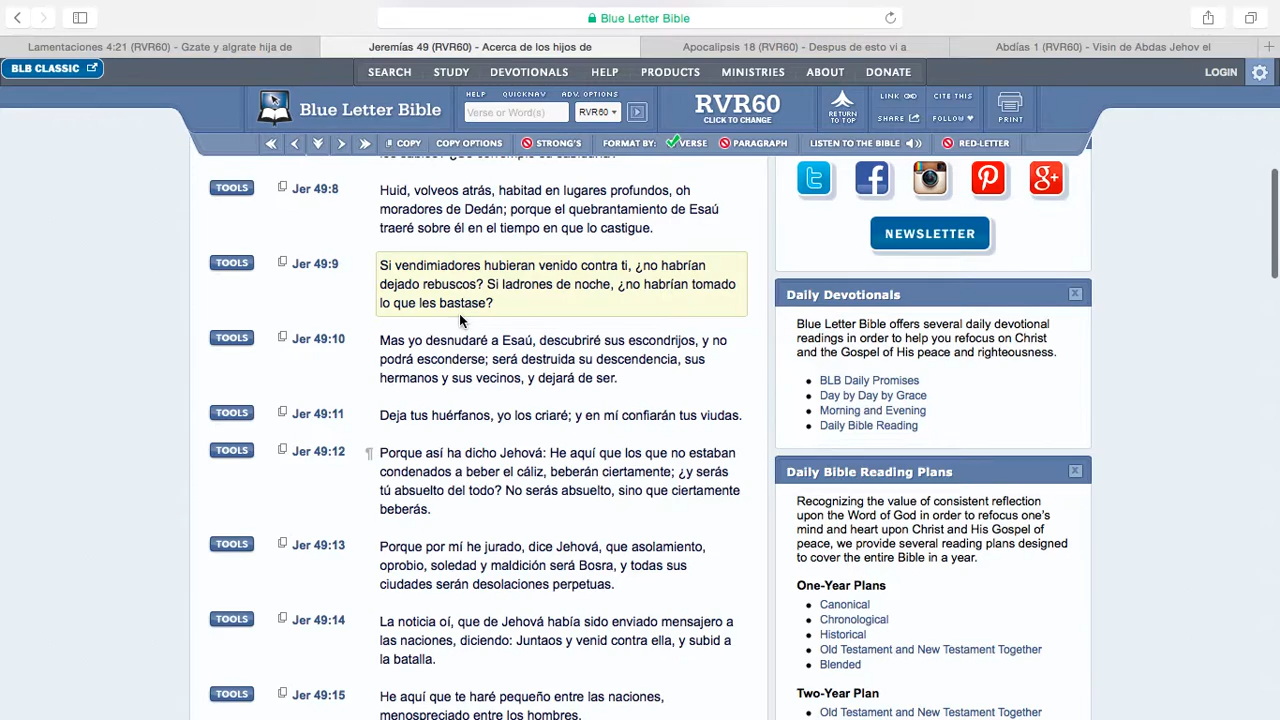 Blue Letter Bible
Lamentaciones 4:21 (RVR60) - Gzate y algrate hija de
Jeremías 49 (RVR60) - Acerca de los hijos de
Apocalipsis 18 (RVR60) - Despus de esto vi a
Abdías 1 (RVR60) - Visin de Abdas Jehov el
BLB CLASSIC
SEARCH STUDY DEVOTIONALS HELP PRODUCTS MINISTRIES ABOUT DONATE LOGIN
Blue Letter Bible
HELP QUICKNAV ADV. OPTIONS
Verse or Word(s) RVR60
RVR60
CLICK TO CHANGE
RETURN
TO TOP
LINK CITE THIS
SHARE FOLLOW
PRINT
COPY COPY OPTIONS STRONG'S FORMAT BY: VERSE PARAGRAPH LISTEN TO THE BIBLE RED-LETTER
TOOLS Jer 49:8
Huid, volveos atrás, habitad en lugares profundos, oh
moradores de Dedán; porque el quebrantamiento de Esaú
traeré sobre él en el tiempo en que lo castigue.
TOOLS Jer 49:9
Si vendimiadores hubieran venido contra ti, ¿no habrían
dejado rebuscos? Si ladrones de noche, ¿no habrían tomado
lo que les bastase?
TOOLS Jer 49:10
Mas yo desnudaré a Esaú, descubriré sus escondrijos, y no
podrá esconderse; será destruida su descendencia, sus
hermanos y sus vecinos, y dejará de ser.
TOOLS Jer 49:11
Deja tus huérfanos, yo los criaré; y en mí confiarán tus viudas.
TOOLS Jer 49:12
¶ Porque así ha dicho Jehová: He aquí que los que no estaban
condenados a beber el cáliz, beberán ciertamente; ¿y serás
tú absuelto del todo? No serás absuelto, sino que ciertamente
beberás.
TOOLS Jer 49:13
Porque por mí he jurado, dice Jehová, que asolamiento,
oprobio, soledad y maldición será Bosra, y todas sus
ciudades serán desolaciones perpetuas.
TOOLS Jer 49:14
La noticia oí, que de Jehová había sido enviado mensajero a
las naciones, diciendo: Juntaos y venid contra ella, y subid a
la batalla.
TOOLS Jer 49:15
He aquí que te haré pequeño entre las naciones,
menospreciado entre los hombres.
NEWSLETTER
Daily Devotionals
Blue Letter Bible offers several daily devotional
readings in order to help you refocus on Christ
and the Gospel of His peace and righteousness.
BLB Daily Promises
Day by Day by Grace
Morning and Evening
Daily Bible Reading
Daily Bible Reading Plans
Recognizing the value of consistent reflection
upon the Word of God in order to refocus one's
mind and heart upon Christ and His Gospel of
peace, we provide several reading plans designed
to cover the entire Bible in a year.
One-Year Plans
Canonical
Chronological
Historical
Old Testament and New Testament Together
Blended
Two-Year Plan
Old Testament and New Testament Together